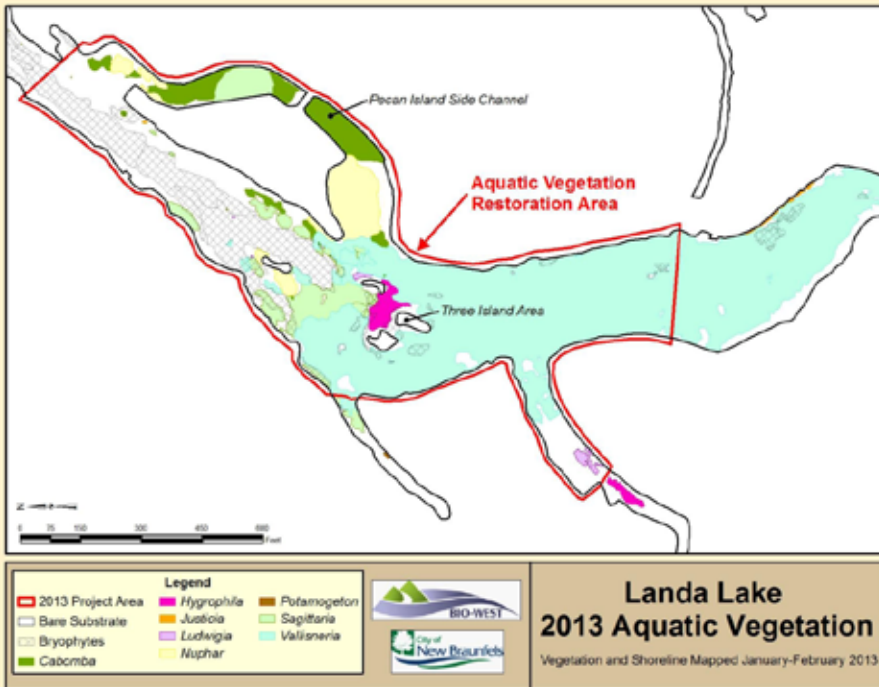 Pecan Island Side Channel
Aquatic Vegetation
Restoration Area
Three Island Area
N
0 75 150 300 450 600
Feet
Legend
2013 Project Area
Bare Substrate
Bryophytes
Cabomba
Hygrophila
Justicia
Ludwigia
Nuphar
Potamogeton
Sagittaria
Vallisneria
BIO-WEST
City of
New Braunfels
Landa Lake
2013 Aquatic Vegetation
Vegetation and Shoreline Mapped January-February 2013